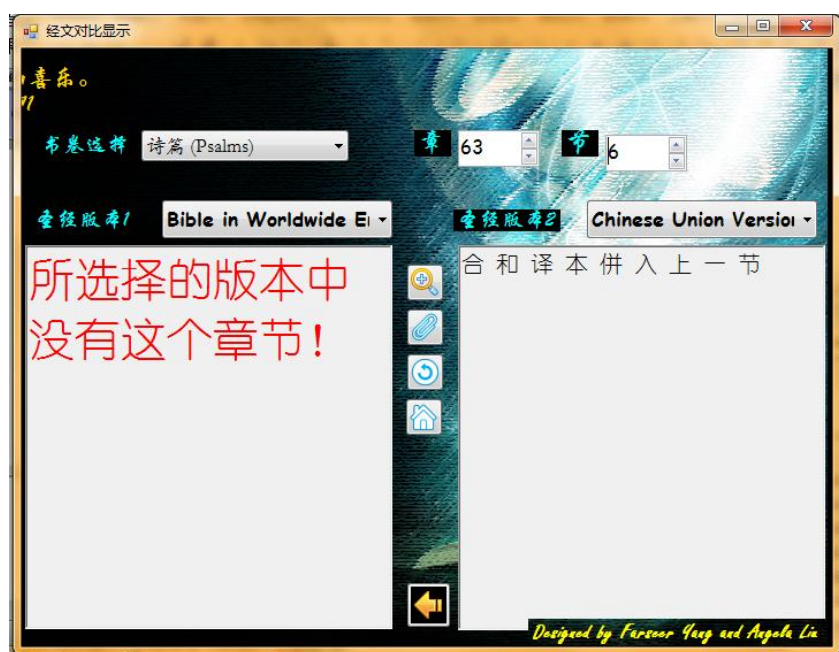 经文对比显示
喜乐。
书卷选择 诗篇 (Psalms) 章 63 节 6
圣经版本1 Bible in Worldwide 圣经版本2 Chinese Union Version
所选择的版本中
没有这个章节!
合和译本併入上一节
Designed by Farseer Yang and Angela Liu